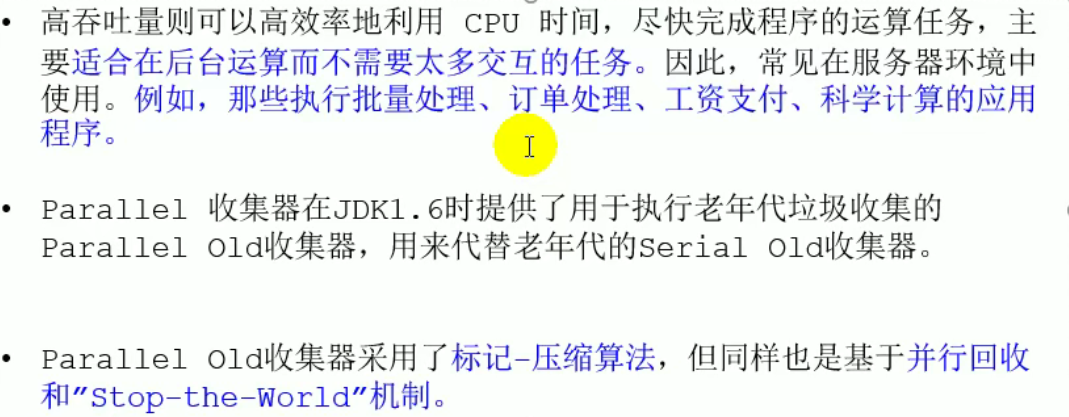 • 高吞吐量则可以高效率地利用 CPU 时间，尽快完成程序的运算任务，主
要适合在后台运算而不需要太多交互的任务。因此，常见在服务器环境中
使用。例如，那些执行批量处理、订单处理、工资支付、科学计算的应用
程序。
• Parallel 收集器在JDK1.6时提供了用于执行老年代垃圾收集的
Parallel Old收集器，用来代替老年代的Serial Old收集器。
• Parallel Old收集器采用了标记-压缩算法，但同样也是基于并行回收
和”Stop-the-World”机制。